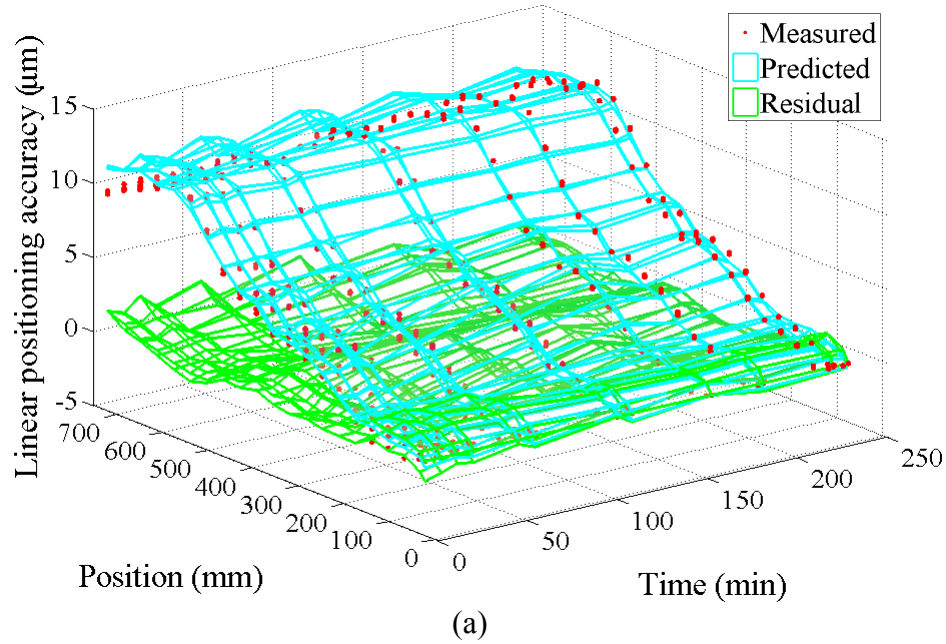 Measured
Predicted
Residual
Linear positioning accuracy (μm)
15
10
5
0
-5
700
600
500
400
300
200
100
0
Position (mm)
0
50
100
150
200
250
Time (min)
(a)